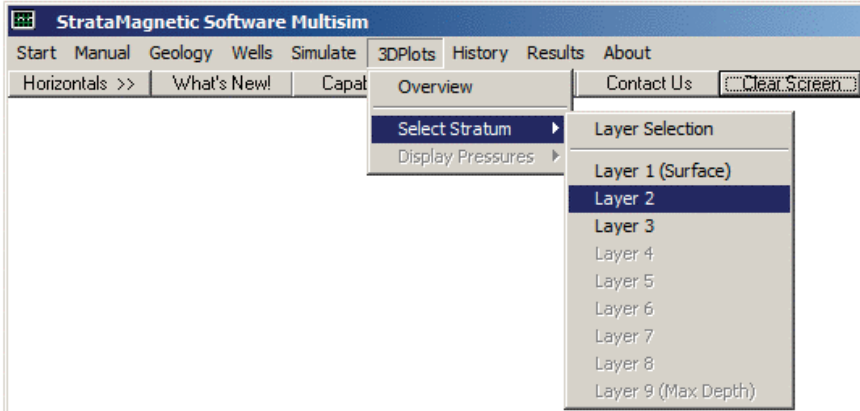 StrataMagnetic Software Multisim
Start Manual Geology Wells Simulate 3DPlots History Results About
Horizontals >> What's New! Capab Contact Us Clear Screen
Overview
Select Stratum
Display Pressures
Layer Selection
Layer 1 (Surface)
Layer 2
Layer 3
Layer 4
Layer 5
Layer 6
Layer 7
Layer 8
Layer 9 (Max Depth)